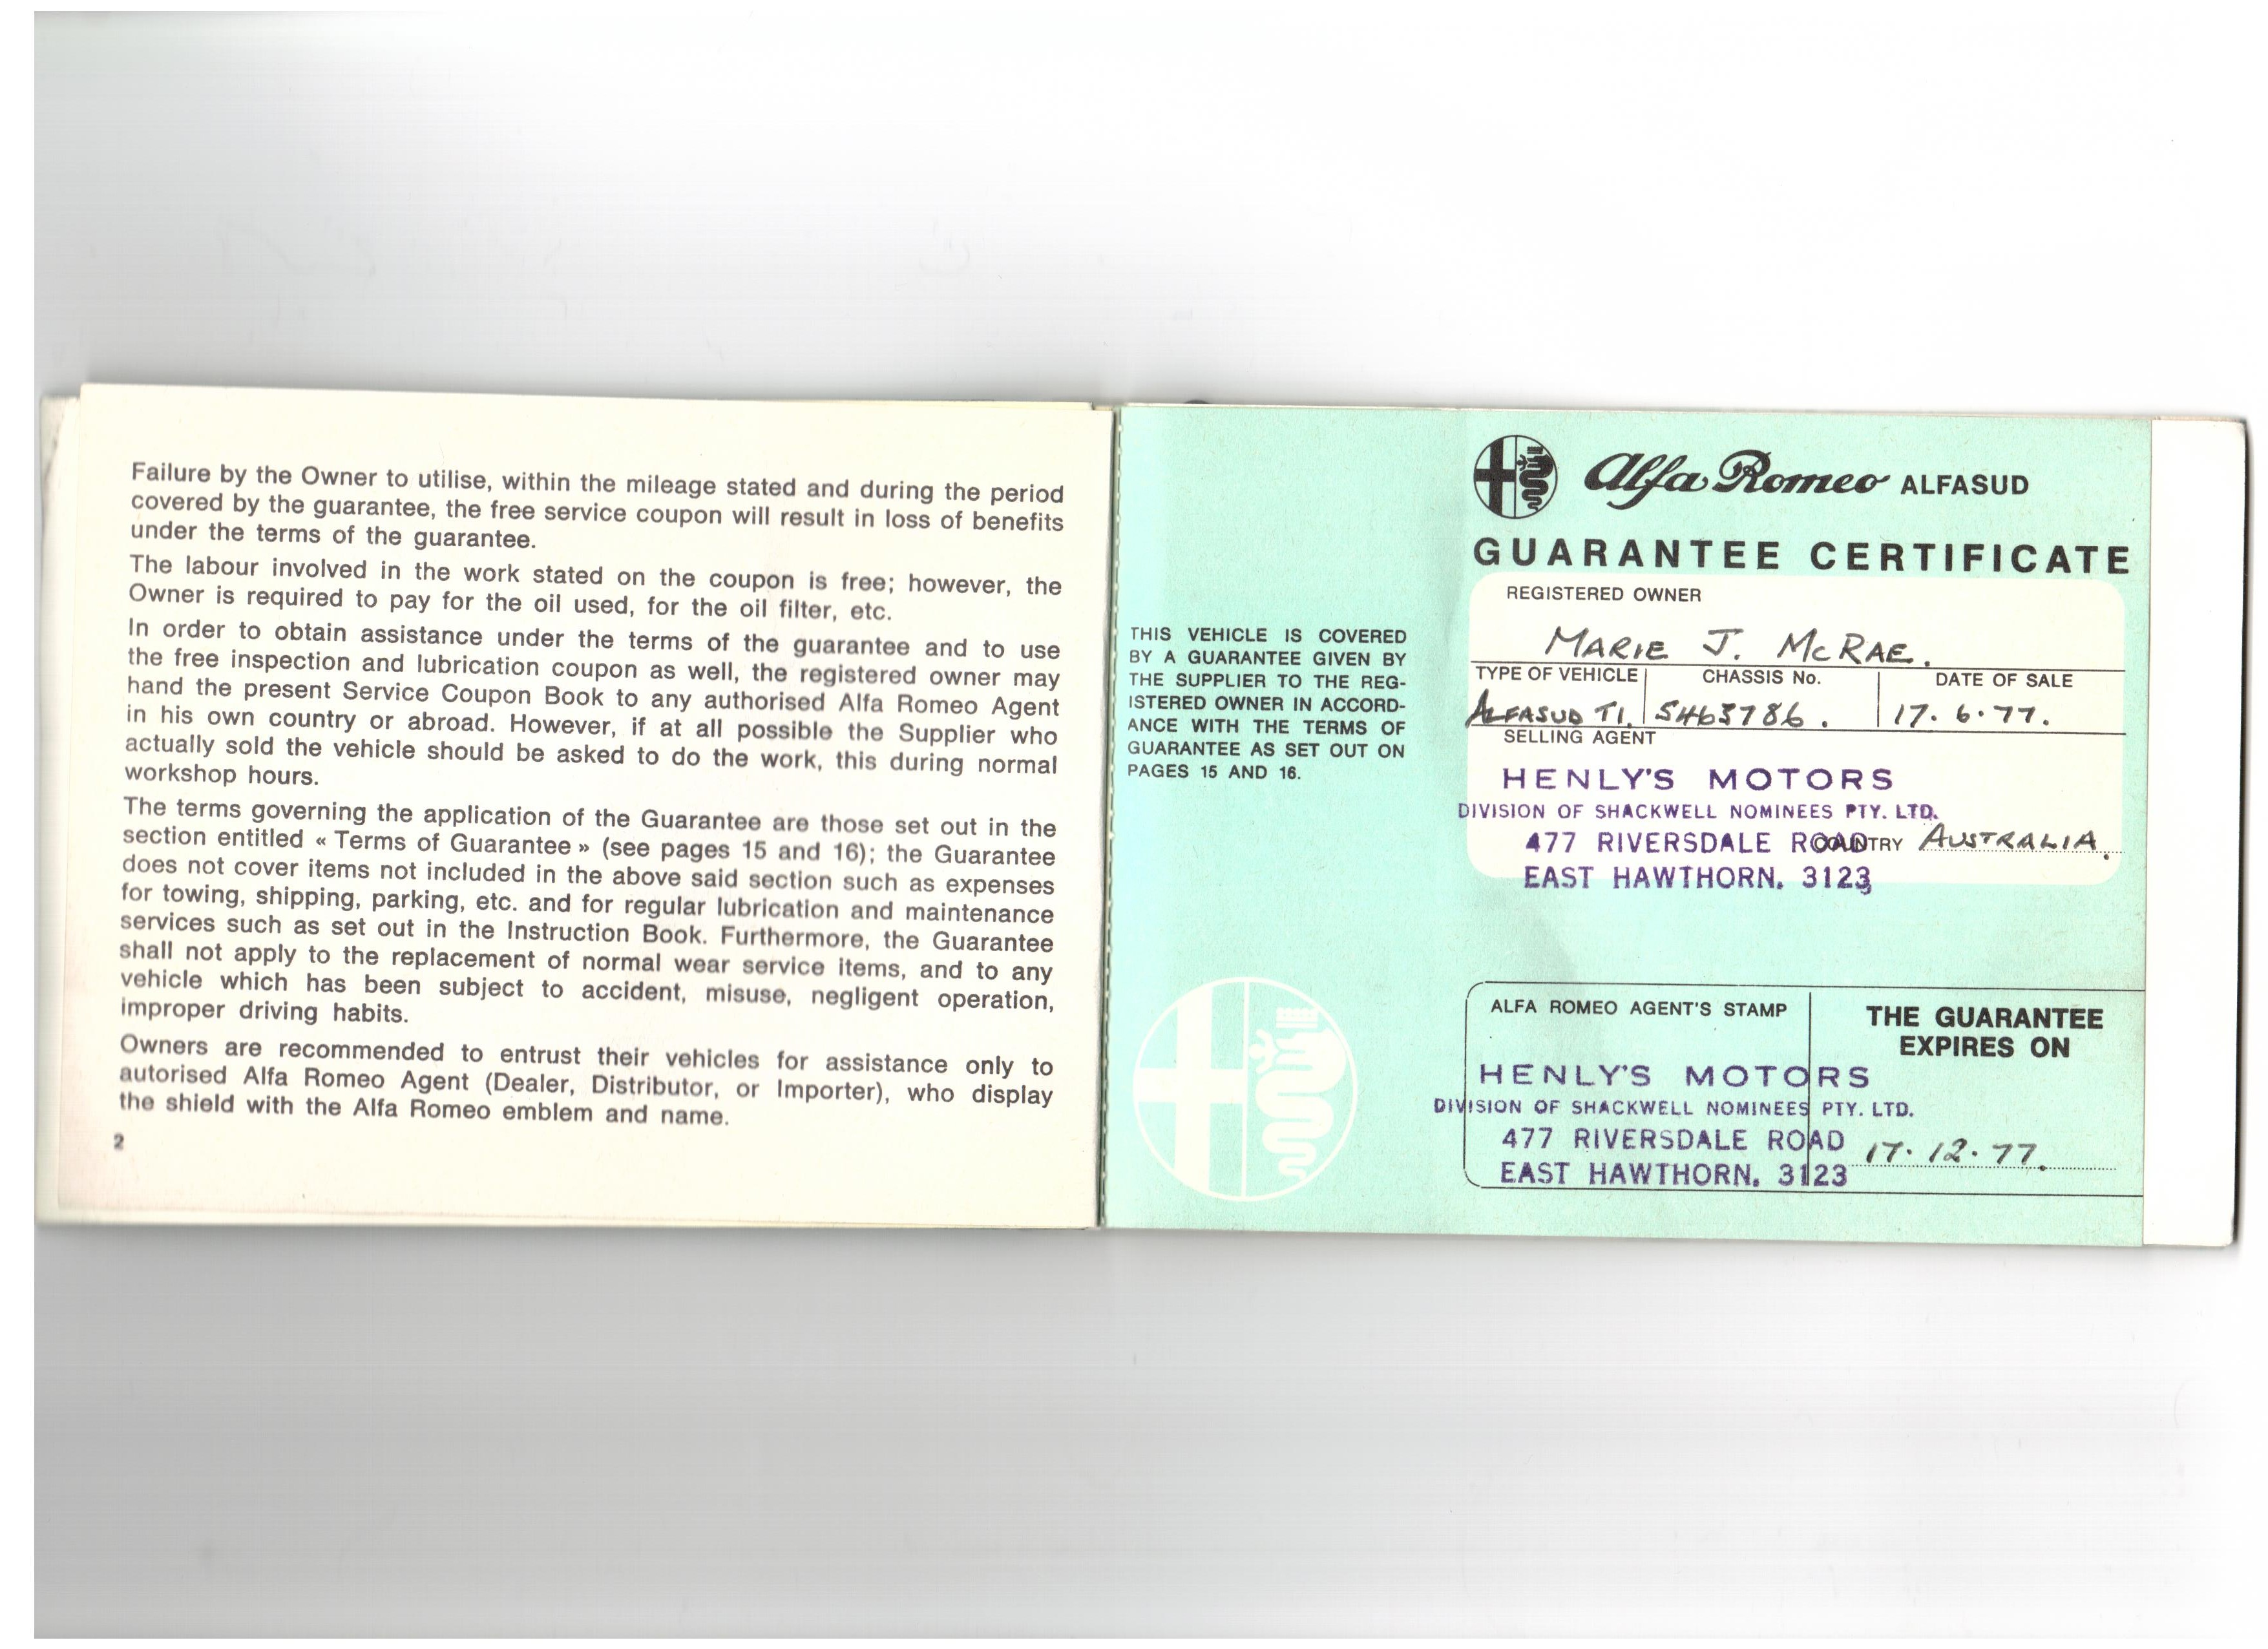 Failure by the Owner to utilise, within the mileage stated and during the period
covered by the guarantee, the free service coupon will result in loss of benefits
under the terms of the guarantee.
The labour involved in the work stated on the coupon is free; however, the
Owner is required to pay for the oil used, for the oil filter, etc.
In order to obtain assistance under the terms of the guarantee and to use
the free inspection and lubrication coupon as well, the registered owner may
hand the present Service Coupon Book to any authorised Alfa Romeo Agent
in his own country or abroad. However, if at all possible the Supplier who
actually sold the vehicle should be asked to do the work, this during normal
workshop hours.
The terms governing the application of the Guarantee are those set out in the
section entitled « Terms of Guarantee » (see pages 15 and 16); the Guarantee
does not cover items not included in the above said section such as expenses
for towing, shipping, parking, etc. and for regular lubrication and maintenance
services such as set out in the Instruction Book. Furthermore, the Guarantee
shall not apply to the replacement of normal wear service items, and to any
vehicle which has been subject to accident, misuse, negligent operation,
improper driving habits.
Owners are recommended to entrust their vehicles for assistance only to
autorised Alfa Romeo Agent (Dealer, Distributor, or Importer), who display
the shield with the Alfa Romeo emblem and name.
2
THIS VEHICLE IS COVERED
BY A GUARANTEE GIVEN BY
THE SUPPLIER TO THE REG-
ISTERED OWNER IN ACCORD-
ANCE WITH THE TERMS OF
GUARANTEE AS SET OUT ON
PAGES 15 AND 16.
Alfa Romeo ALFASUD
GUARANTEE CERTIFICATE
REGISTERED OWNER
MARIE J. McRAE.
TYPE OF VEHICLE CHASSIS No. DATE OF SALE
ALFASUD TI. 5463786. 17.6.77.
SELLING AGENT
HENLY'S MOTORS
DIVISION OF SHACKWELL NOMINEES PTY. LTD.
477 RIVERSDALE ROAD COUNTRY AUSTRALIA.
EAST HAWTHORN. 3123
ALFA ROMEO AGENT'S STAMP
THE GUARANTEE
EXPIRES ON
HENLY'S MOTORS
DIVISION OF SHACKWELL NOMINEES PTY. LTD.
477 RIVERSDALE ROAD
EAST HAWTHORN. 3123
17.12.77.